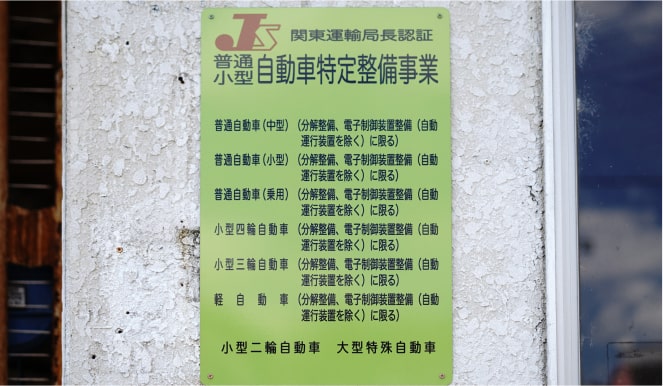 JS 関東運輸局長認証
普通
小型 自動車特定整備事業
普通自動車(中型) (分解整備、電子制御装置整備(自動
運行装置を除く)に限る)
普通自動車(小型) (分解整備、電子制御装置整備(自動
運行装置を除く)に限る)
普通自動車(乗用) (分解整備、電子制御装置整備(自動
運行装置を除く)に限る)
小型四輪自動車 (分解整備、電子制御装置整備(自動
運行装置を除く)に限る)
小型三輪自動車 (分解整備、電子制御装置整備(自動
運行装置を除く)に限る)
軽自動車 (分解整備、電子制御装置整備(自動
運行装置を除く)に限る)
小型二輪自動車 大型特殊自動車